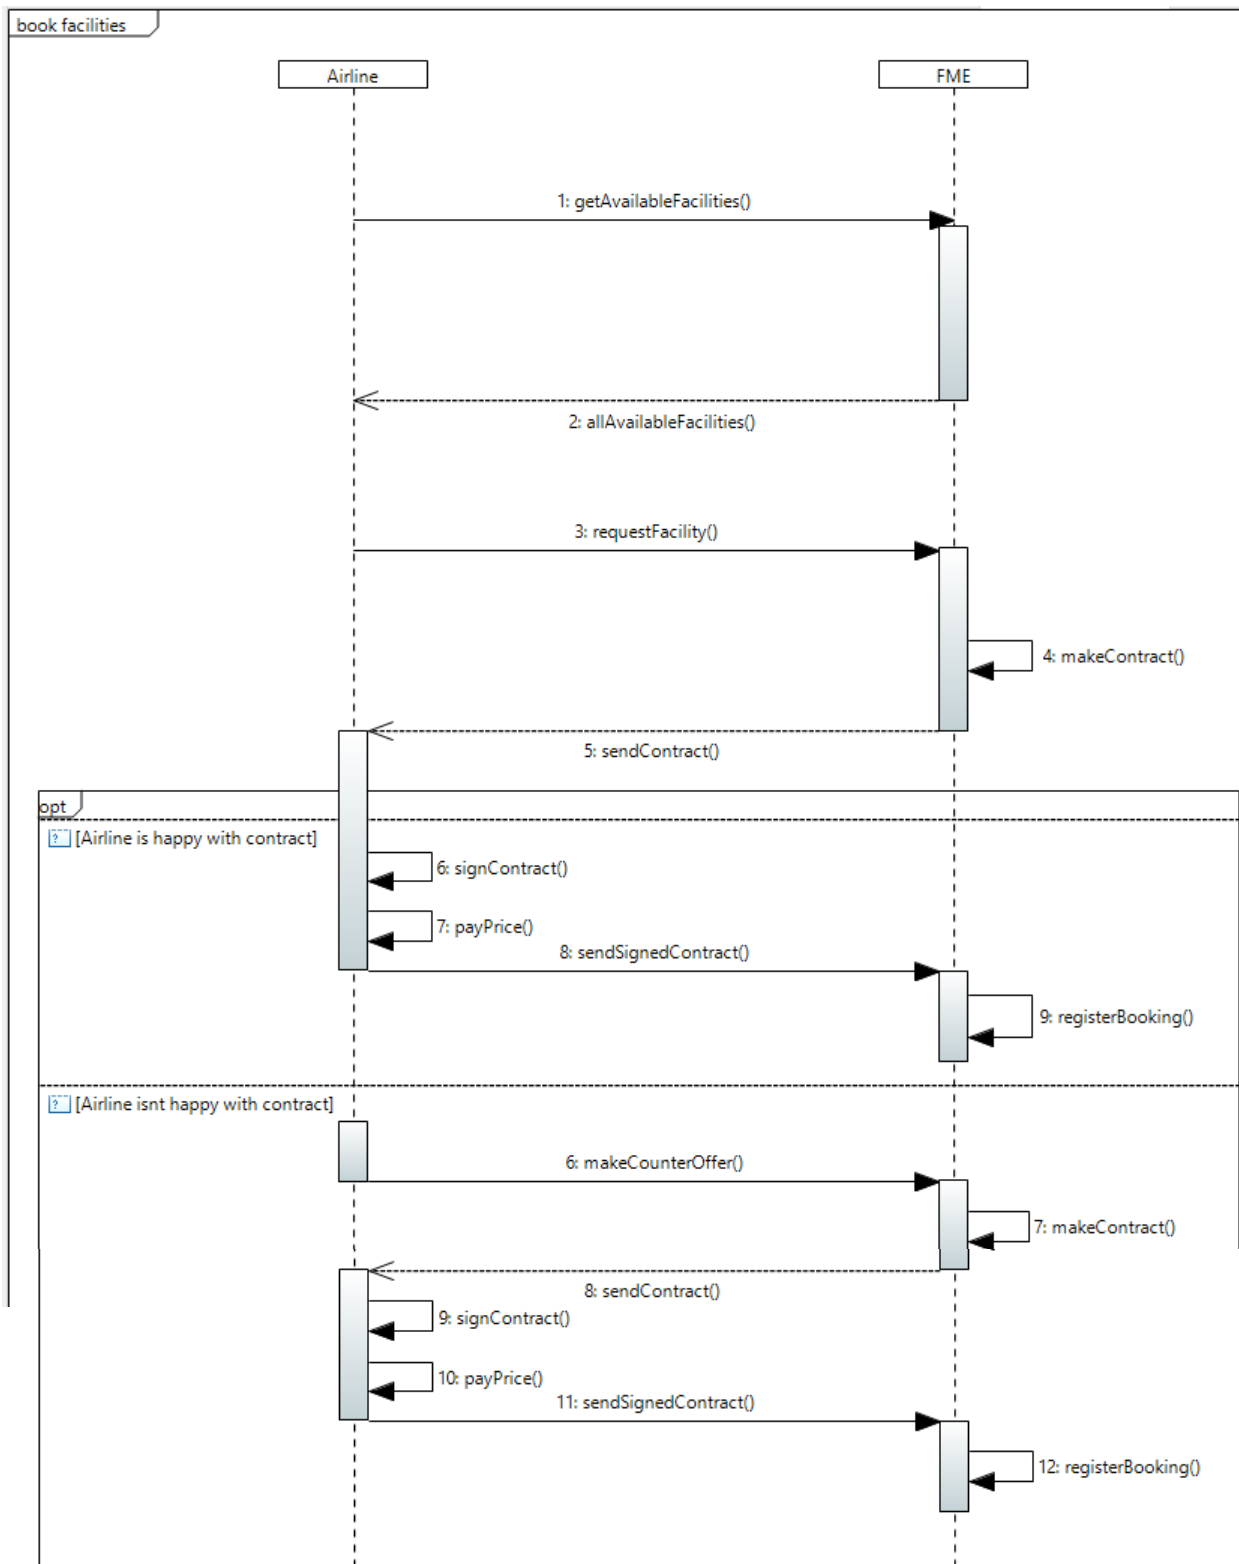 book facilities
Airline
FME
1: getAvailableFacilities()
2: allAvailableFacilities()
3: requestFacility()
4: makeContract()
5: sendContract()
opt
? [Airline is happy with contract]
6: signContract()
7: payPrice()
8: sendSignedContract()
9: registerBooking()
? [Airline isnt happy with contract]
6: makeCounterOffer()
7: makeContract()
8: sendContract()
9: signContract()
10: payPrice()
11: sendSignedContract()
12: registerBooking()